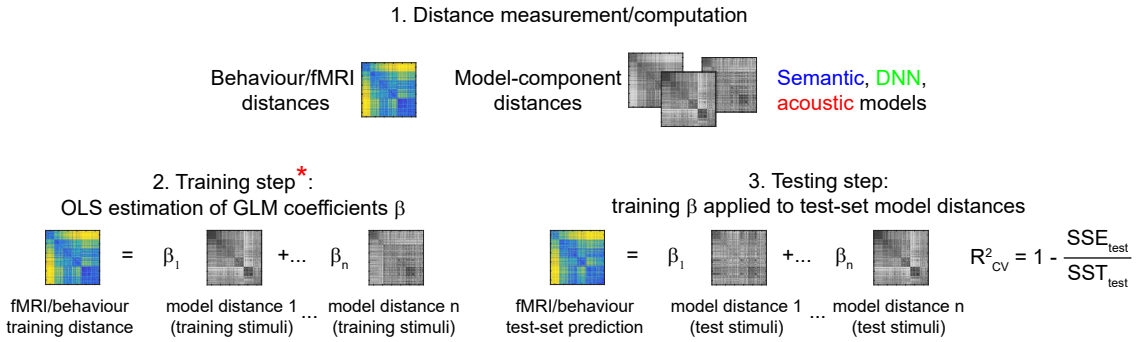 1. Distance measurement/computation
Behaviour/fMRI
distances
Model-component
distances
Semantic, DNN,
acoustic models
2. Training step*:
OLS estimation of GLM coefficients β
= β₁ +... βₙ
fMRI/behaviour
training distance
model distance 1
(training stimuli)
...
model distance n
(training stimuli)
3. Testing step:
training β applied to test-set model distances
= β₁ +... βₙ
R²CV = 1 - SSEtest / SSTtest
fMRI/behaviour
test-set prediction
model distance 1
(test stimuli)
...
model distance n
(test stimuli)